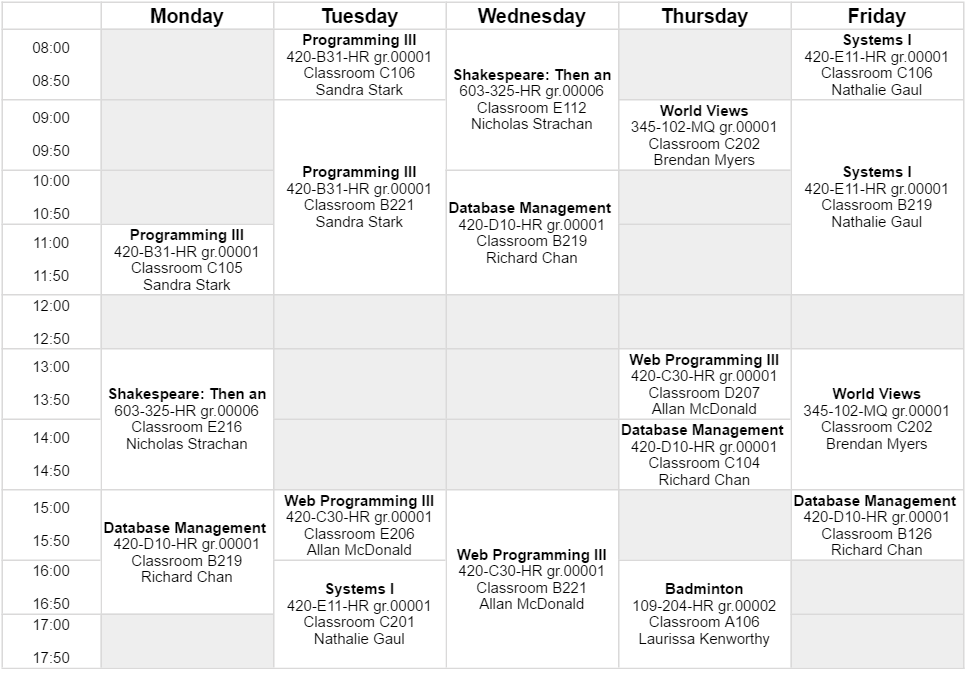 Monday Tuesday Wednesday Thursday Friday
08:00
08:50
Programming III
420-B31-HR gr.00001
Classroom C106
Sandra Stark
Shakespeare: Then an
603-325-HR gr.00006
Classroom E112
Nicholas Strachan
Systems I
420-E11-HR gr.00001
Classroom C106
Nathalie Gaul
09:00
09:50
Programming III
420-B31-HR gr.00001
Classroom B221
Sandra Stark
World Views
345-102-MQ gr.00001
Classroom C202
Brendan Myers
Systems I
420-E11-HR gr.00001
Classroom B219
Nathalie Gaul
10:00
10:50
Database Management
420-D10-HR gr.00001
Classroom B219
Richard Chan
11:00
11:50
Programming III
420-B31-HR gr.00001
Classroom C105
Sandra Stark
12:00
12:50
13:00
13:50
Shakespeare: Then an
603-325-HR gr.00006
Classroom E216
Nicholas Strachan
Web Programming III
420-C30-HR gr.00001
Classroom D207
Allan McDonald
World Views
345-102-MQ gr.00001
Classroom C202
Brendan Myers
14:00
14:50
Database Management
420-D10-HR gr.00001
Classroom C104
Richard Chan
15:00
15:50
Database Management
420-D10-HR gr.00001
Classroom B219
Richard Chan
Web Programming III
420-C30-HR gr.00001
Classroom E206
Allan McDonald
Web Programming III
420-C30-HR gr.00001
Classroom B221
Allan McDonald
Database Management
420-D10-HR gr.00001
Classroom B126
Richard Chan
16:00
16:50
Systems I
420-E11-HR gr.00001
Classroom C201
Nathalie Gaul
Badminton
109-204-HR gr.00002
Classroom A106
Laurissa Kenworthy
17:00
17:50